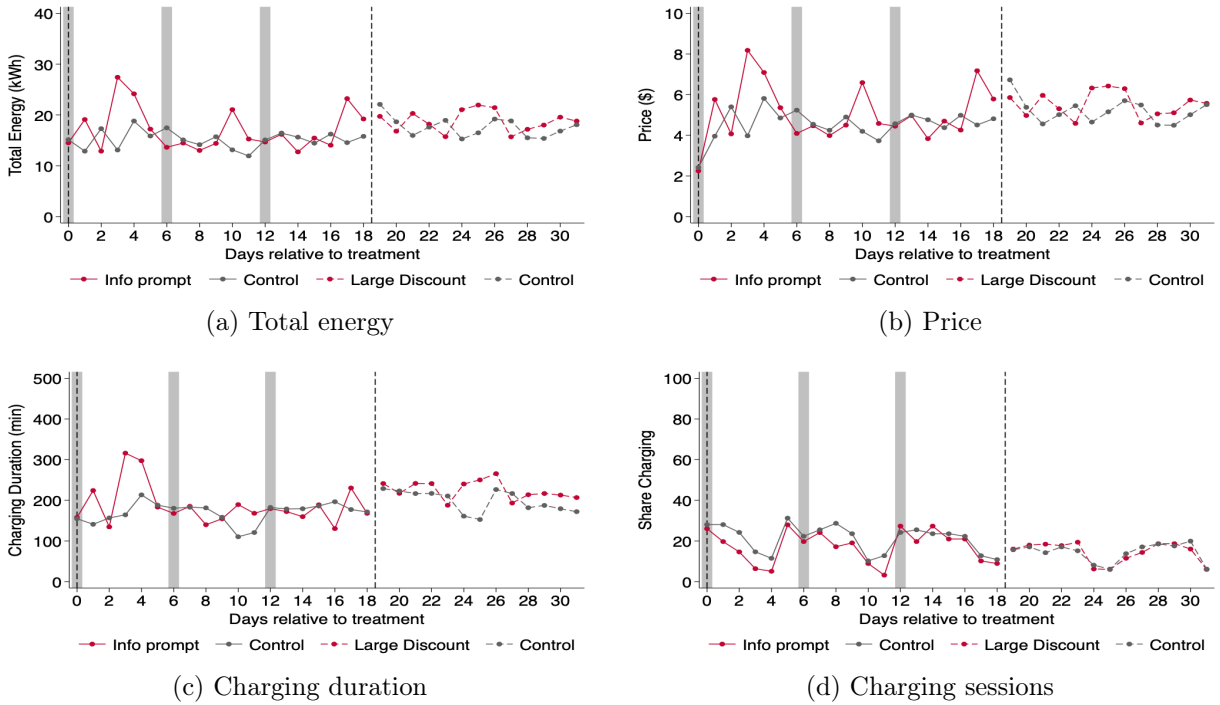 Total Energy (kWh)
40
30
20
10
0
0 2 4 6 8 10 12 14 16 18 20 22 24 26 28 30
Days relative to treatment
Info prompt Control Large Discount Control
(a) Total energy
Price ($)
10
8
6
4
2
0
0 2 4 6 8 10 12 14 16 18 20 22 24 26 28 30
Days relative to treatment
Info prompt Control Large Discount Control
(b) Price
Charging Duration (min)
500
400
300
200
100
0
0 2 4 6 8 10 12 14 16 18 20 22 24 26 28 30
Days relative to treatment
Info prompt Control Large Discount Control
(c) Charging duration
Share Charging
100
80
60
40
20
0
0 2 4 6 8 10 12 14 16 18 20 22 24 26 28 30
Days relative to treatment
Info prompt Control Large Discount Control
(d) Charging sessions